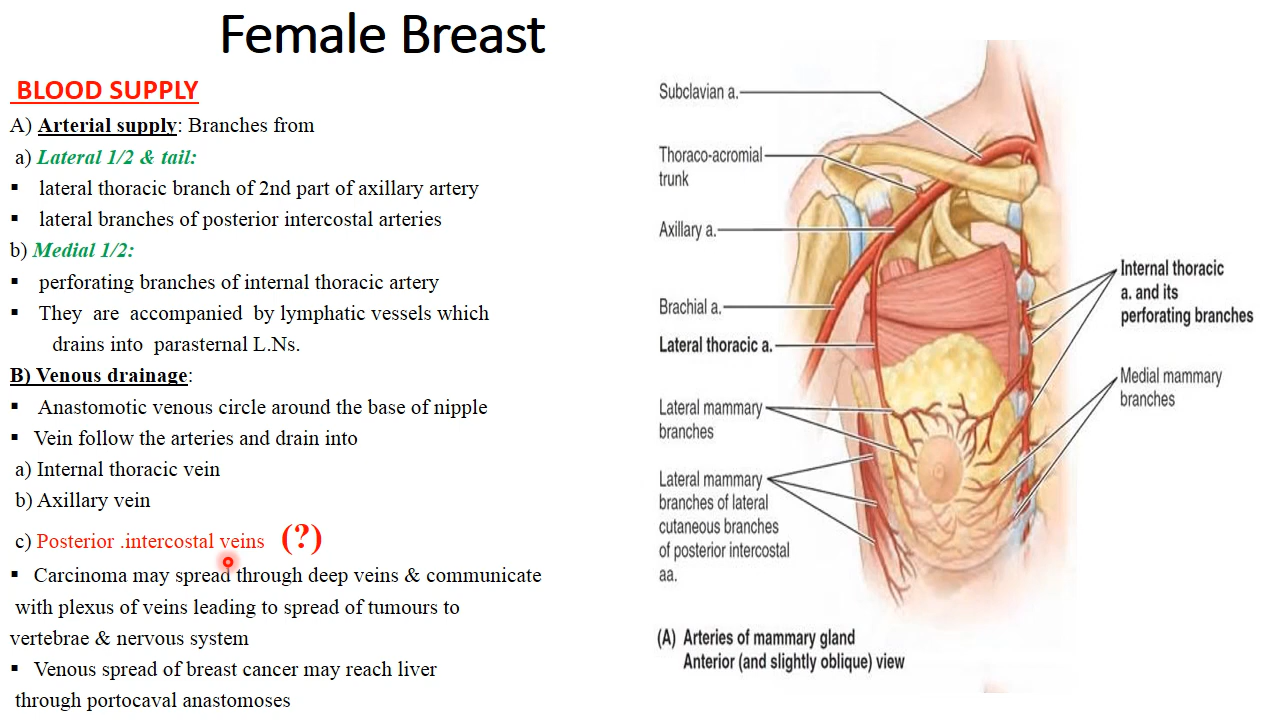 Female Breast
BLOOD SUPPLY
A) Arterial supply: Branches from
a) Lateral 1/2 & tail:
▪ lateral thoracic branch of 2nd part of axillary artery
▪ lateral branches of posterior intercostal arteries
b) Medial 1/2:
▪ perforating branches of internal thoracic artery
▪ They are accompanied by lymphatic vessels which
drains into parasternal L.Ns.
B) Venous drainage:
▪ Anastomotic venous circle around the base of nipple
▪ Vein follow the arteries and drain into
a) Internal thoracic vein
b) Axillary vein
c) Posterior .intercostal veins (?)
▪ Carcinoma may spread through deep veins & communicate
with plexus of veins leading to spread of tumours to
vertebrae & nervous system
▪ Venous spread of breast cancer may reach liver
through portocaval anastomoses
Subclavian a.
Thoraco-acromial
trunk
Axillary a.
Brachial a.
Lateral thoracic a.
Lateral mammary
branches
Lateral mammary
branches of lateral
cutaneous branches
of posterior intercostal
aa.
Internal thoracic
a. and its
perforating branches
Medial mammary
branches
(A) Arteries of mammary gland
Anterior (and slightly oblique) view